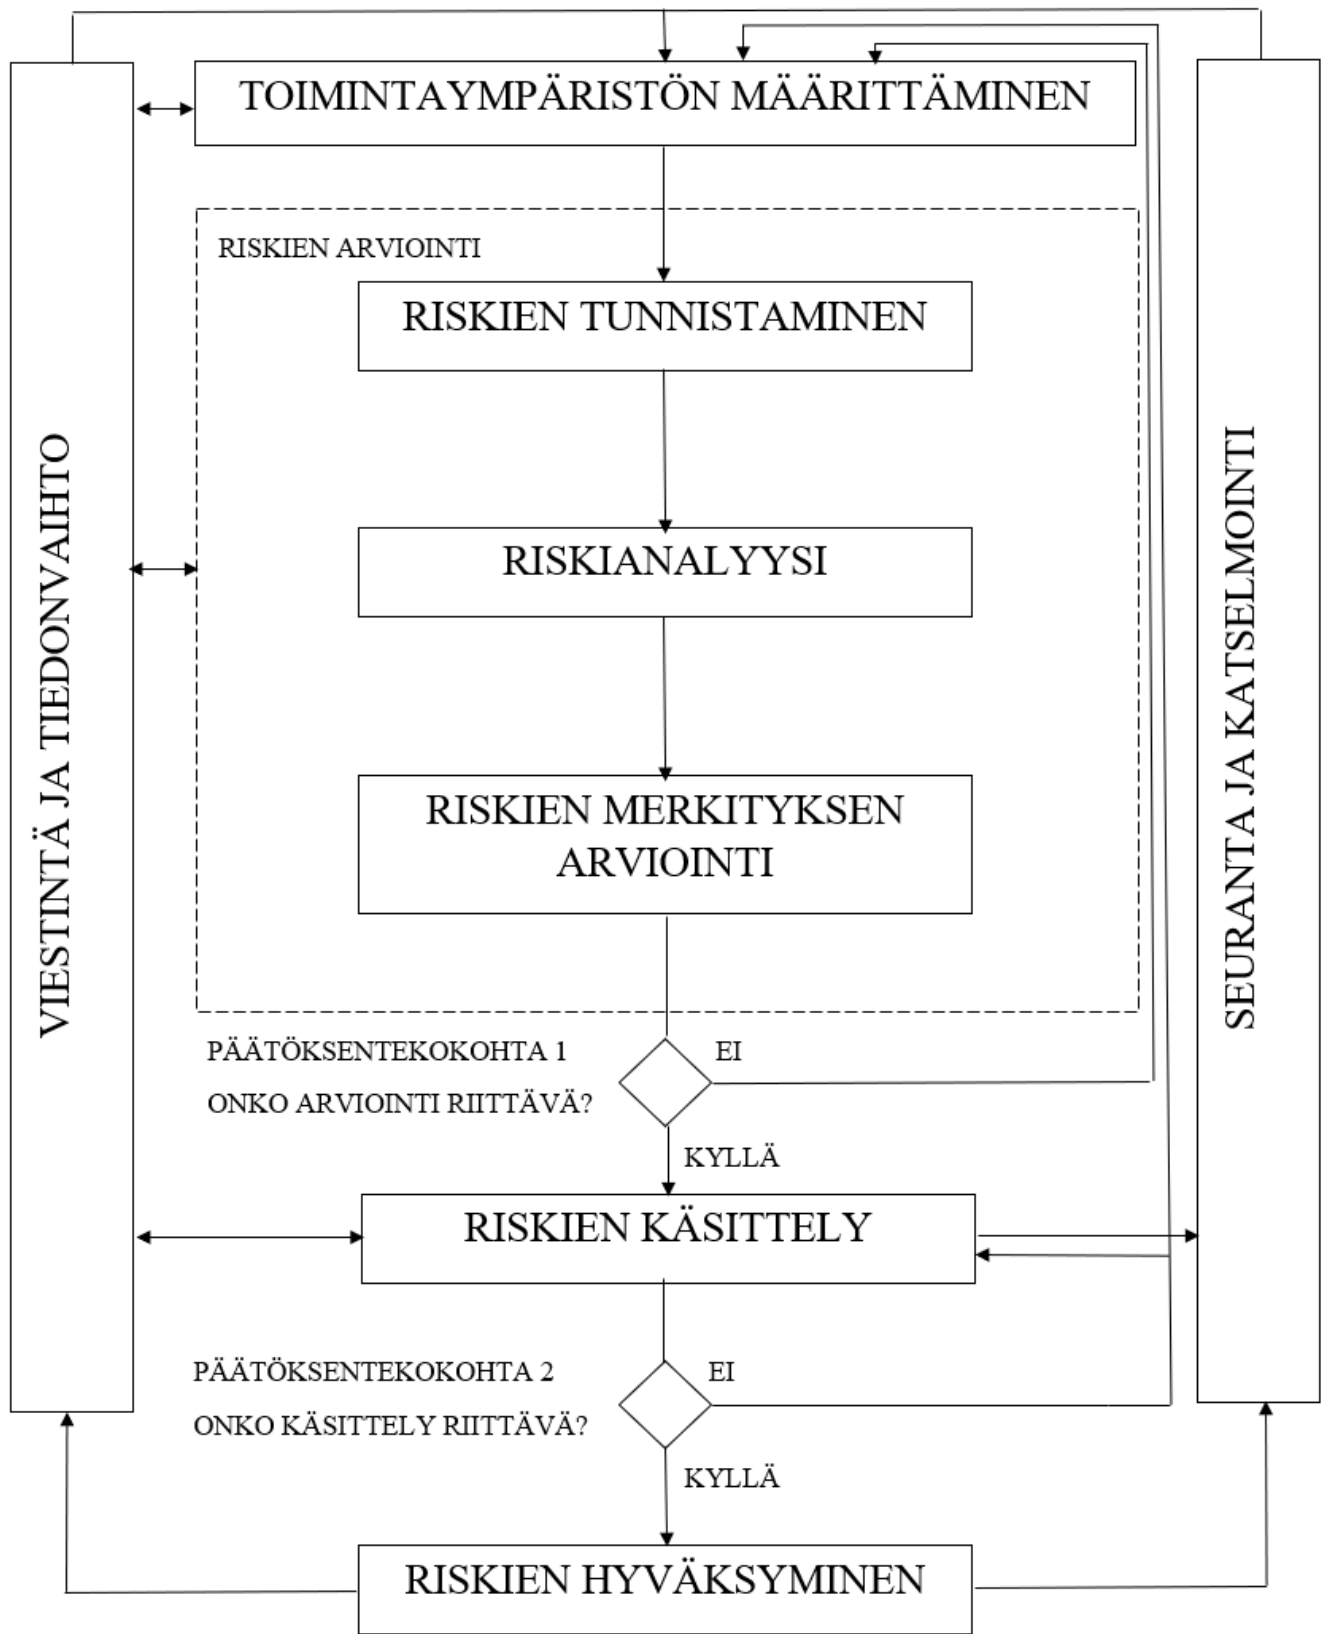 TOIMINTAYMPÄRISTÖN MÄÄRITTÄMINEN
RISKIEN ARVIOINTI
RISKIEN TUNNISTAMINEN
RISKIANALYYSI
RISKIEN MERKITYKSEN
ARVIOINTI
VIESTINTÄ JA TIEDONVAIHTO
SEURANTA JA KATSELMOINTI
PÄÄTÖKSENTEKOKOHTA 1
EI
ONKO ARVIOINTI RIITTÄVÄ?
KYLLÄ
RISKIEN KÄSITTELY
PÄÄTÖKSENTEKOKOHTA 2
EI
ONKO KÄSITTELY RIITTÄVÄ?
KYLLÄ
RISKIEN HYVÄKSYMINEN